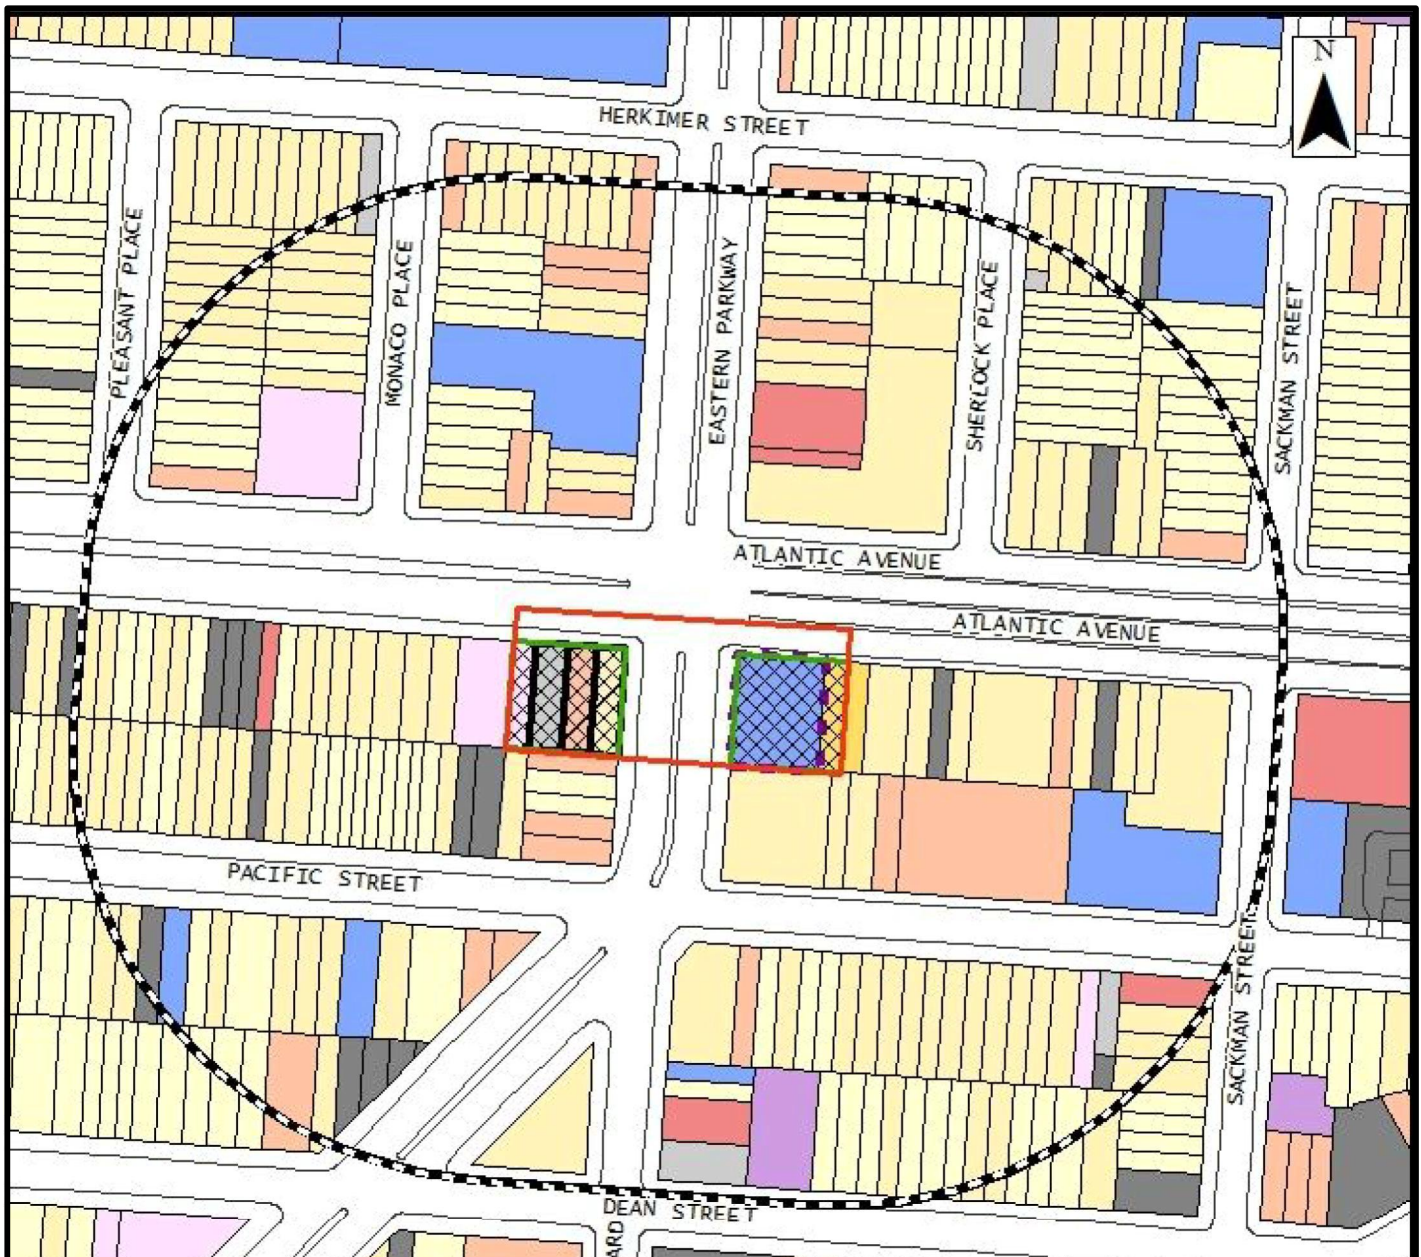 N
HERKIMER STREET
PLEASANT PLACE
MONACO PLACE
EASTERN PARKWAY
SHERLOCK PLACE
SACKMAN STREET
ATLANTIC AVENUE
ATLANTIC AVENUE
PACIFIC STREET
SACKMAN STREET
DEAN STREET
ARD